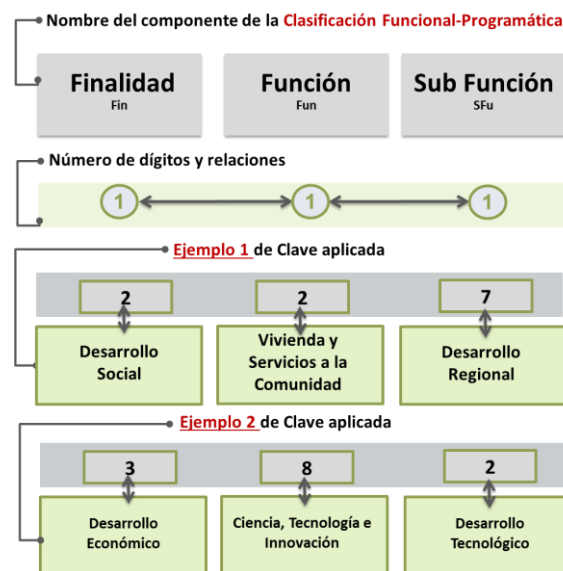 Nombre del componente de la Clasificación Funcional-Programática
Finalidad
Fin
Función
Fun
Sub Función
SFu
Número de dígitos y relaciones
1
1
1
Ejemplo 1 de Clave aplicada
2
2
7
Desarrollo
Social
Vivienda y
Servicios a la
Comunidad
Desarrollo
Regional
Ejemplo 2 de Clave aplicada
3
8
2
Desarrollo
Económico
Ciencia, Tecnología e
Innovación
Desarrollo
Tecnológico